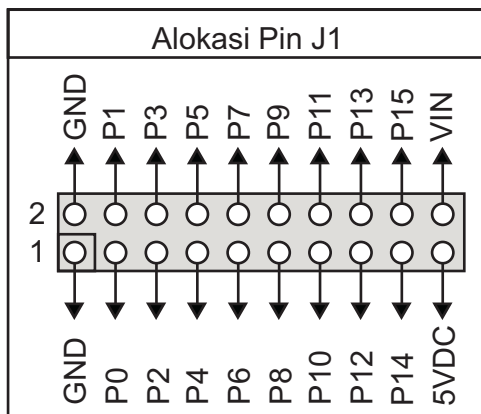 Alokasi Pin J1
GND P1 P3 P5 P7 P9 P11 P13 P15 VIN
2
1
GND P0 P2 P4 P6 P8 P10 P12 P14 5VDC